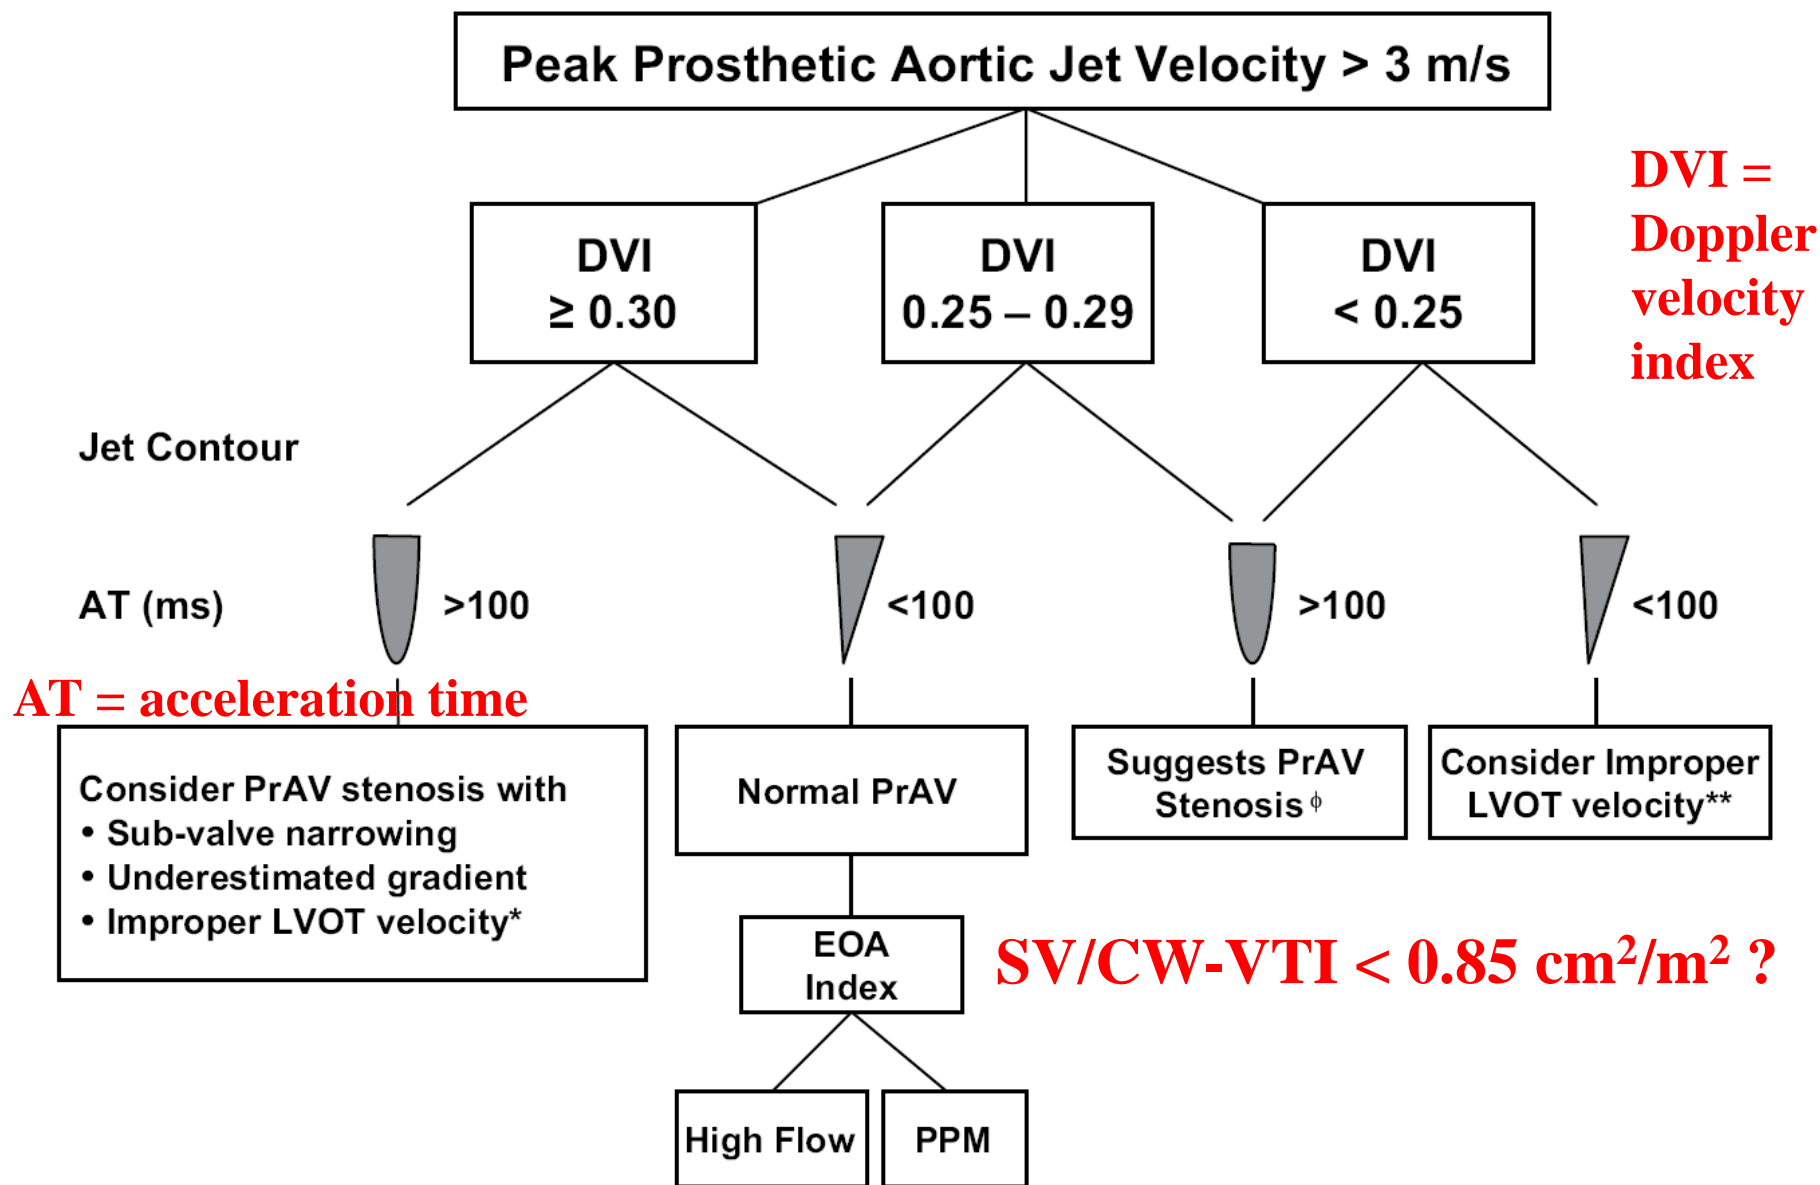 Peak Prosthetic Aortic Jet Velocity > 3 m/s
DVI =
Doppler
velocity
index
DVI
≥ 0.30
DVI
0.25 – 0.29
DVI
< 0.25
Jet Contour
AT (ms)
>100
<100
>100
<100
AT = acceleration time
Consider PrAV stenosis with
• Sub-valve narrowing
• Underestimated gradient
• Improper LVOT velocity*
Normal PrAV
Suggests PrAV
Stenosis ϕ
Consider Improper
LVOT velocity**
EOA
Index
SV/CW-VTI < 0.85 cm²/m² ?
High Flow
PPM